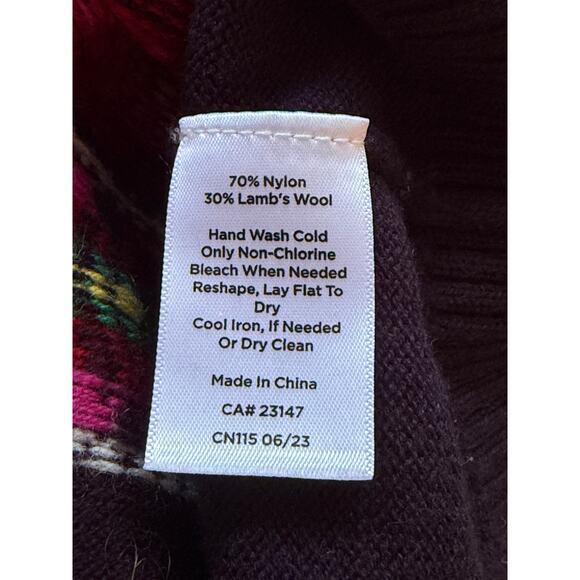 70% Nylon
30% Lamb's Wool
Hand Wash Cold
Only Non-Chlorine
Bleach When Needed
Reshape, Lay Flat To
Dry
Cool Iron, If Needed
Or Dry Clean
Made In China
CA# 23147
CN115 06/23